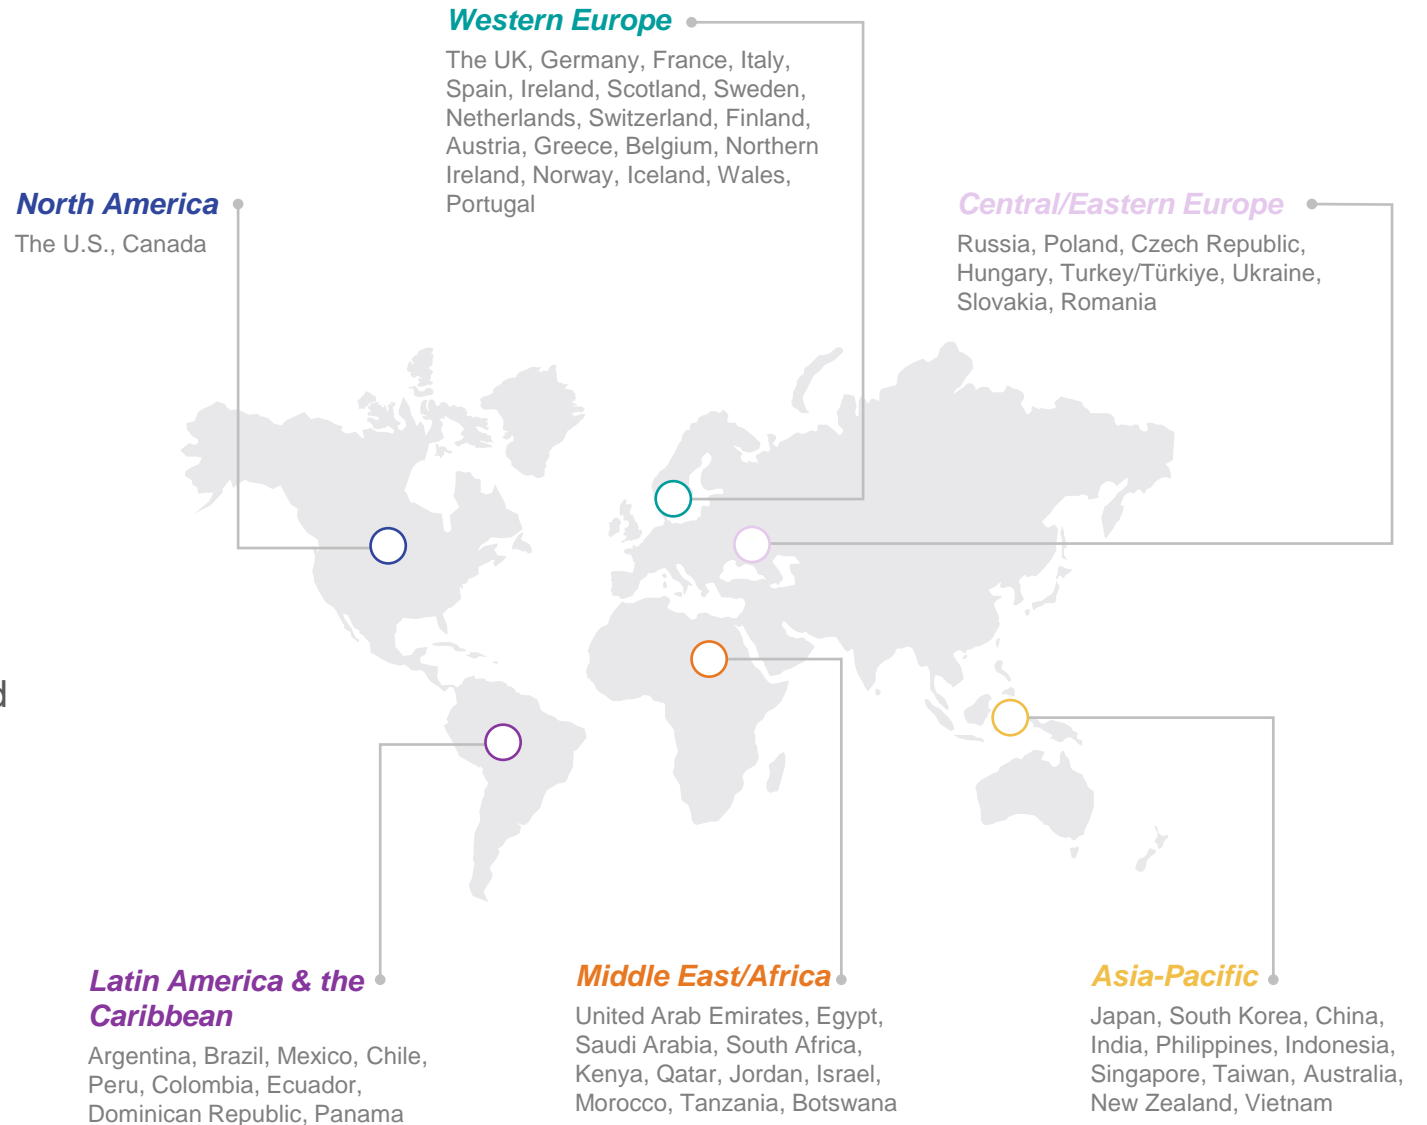 Western Europe
The UK, Germany, France, Italy,
Spain, Ireland, Scotland, Sweden,
Netherlands, Switzerland, Finland,
Austria, Greece, Belgium, Northern
Ireland, Norway, Iceland, Wales,
Portugal
North America
The U.S., Canada
Central/Eastern Europe
Russia, Poland, Czech Republic,
Hungary, Turkey/Türkiye, Ukraine,
Slovakia, Romania
Latin America & the
Caribbean
Argentina, Brazil, Mexico, Chile,
Peru, Colombia, Ecuador,
Dominican Republic, Panama
Middle East/Africa
United Arab Emirates, Egypt,
Saudi Arabia, South Africa,
Kenya, Qatar, Jordan, Israel,
Morocco, Tanzania, Botswana
Asia-Pacific
Japan, South Korea, China,
India, Philippines, Indonesia,
Singapore, Taiwan, Australia,
New Zealand, Vietnam